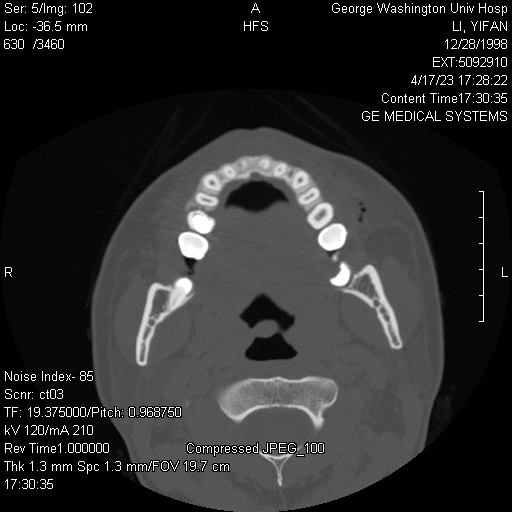 Ser: 5/Img: 102
Loc: -36.5 mm
630 /3460
A
HFS
George Washington Univ Hosp
LI, YIFAN
12/28/1998
EXT:5092910
4/17/23 17:28:22
Content Time17:30:35
GE MEDICAL SYSTEMS
R
L
Noise Index- 85
Scnr: ct03
TF: 19.375000/Pitch: 0.968750
kV 120/mA 210
Rev Time1.000000
Compressed JPEG_100
Thk 1.3 mm Spc 1.3 mm/FOV 19.7 cm
17:30:35